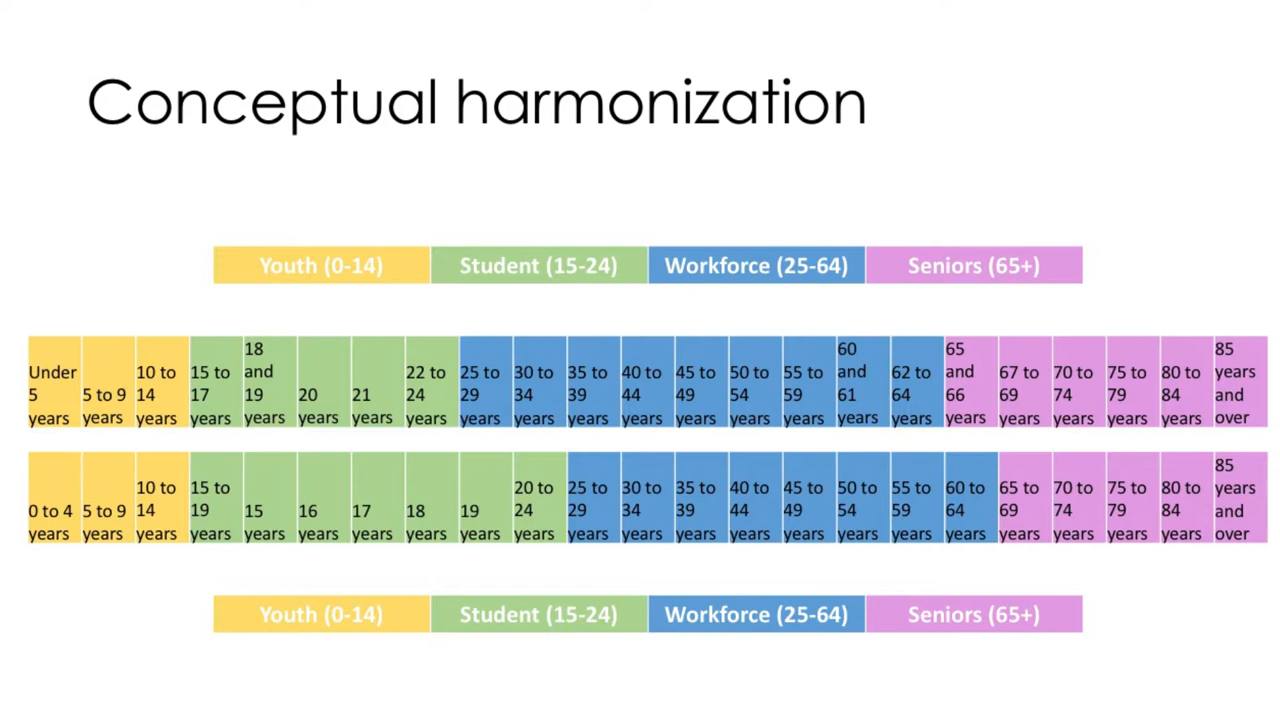 Conceptual harmonization
Youth (0-14) Student (15-24) Workforce (25-64) Seniors (65+)
Under 5 years
5 to 9 years
10 to 14 years
15 to 17 years
18 and 19 years
20 years
21 years
22 to 24 years
25 to 29 years
30 to 34 years
35 to 39 years
40 to 44 years
45 to 49 years
50 to 54 years
55 to 59 years
60 and 61 years
62 to 64 years
65 and 66 years
67 to 69 years
70 to 74 years
75 to 79 years
80 to 84 years
85 years and over
0 to 4 years
5 to 9 years
10 to 14 years
15 to 19 years
15 years
16 years
17 years
18 years
19 years
20 to 24 years
25 to 29 years
30 to 34 years
35 to 39 years
40 to 44 years
45 to 49 years
50 to 54 years
55 to 59 years
60 to 64 years
65 to 69 years
70 to 74 years
75 to 79 years
80 to 84 years
85 years and over
Youth (0-14) Student (15-24) Workforce (25-64) Seniors (65+)